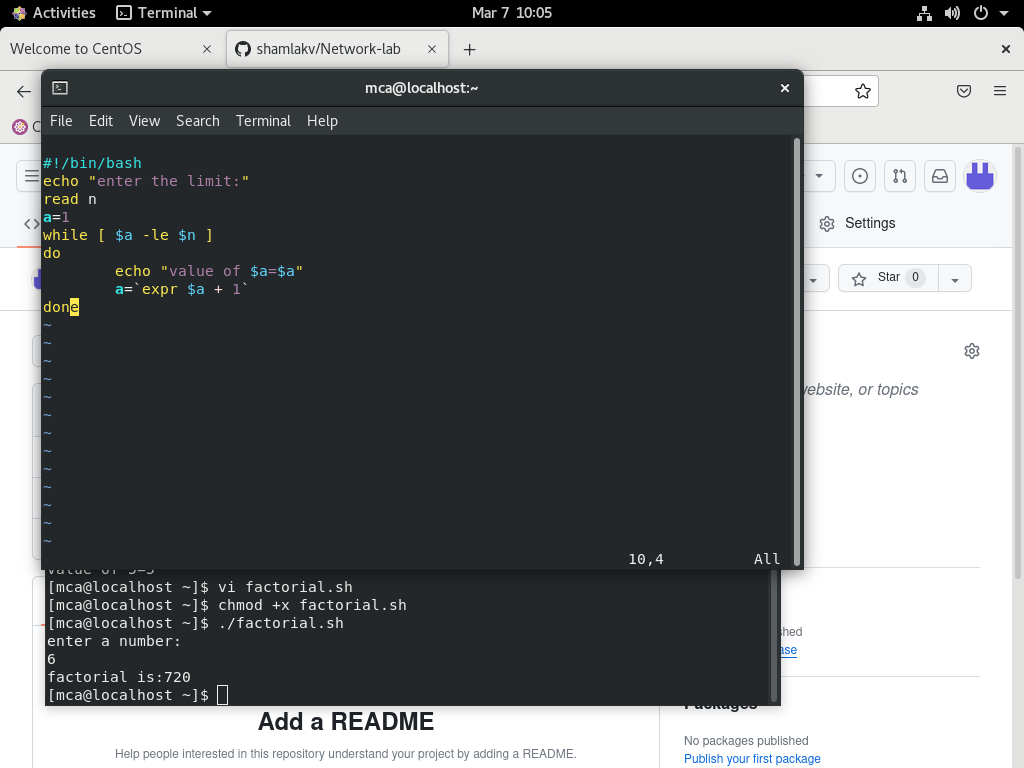 Activities Terminal Mar 7 10:05
Welcome to CentOS shamlakv/Network-lab
mca@localhost:~
File Edit View Search Terminal Help
#!/bin/bash
echo "enter the limit:"
read n
a=1
while [ $a -le $n ]
do
echo "value of $a=$a"
a=`expr $a + 1`
done
~
~
~
~
~
~
~
~
~
~
~
~
~
10,4 All
Settings
Star 0
website, or topics
[mca@localhost ~]$ vi factorial.sh
[mca@localhost ~]$ chmod +x factorial.sh
[mca@localhost ~]$ ./factorial.sh
enter a number:
6
factorial is:720
[mca@localhost ~]$
Add a README
Help people interested in this repository understand your project by adding a README.
Packages
No packages published
Publish your first package